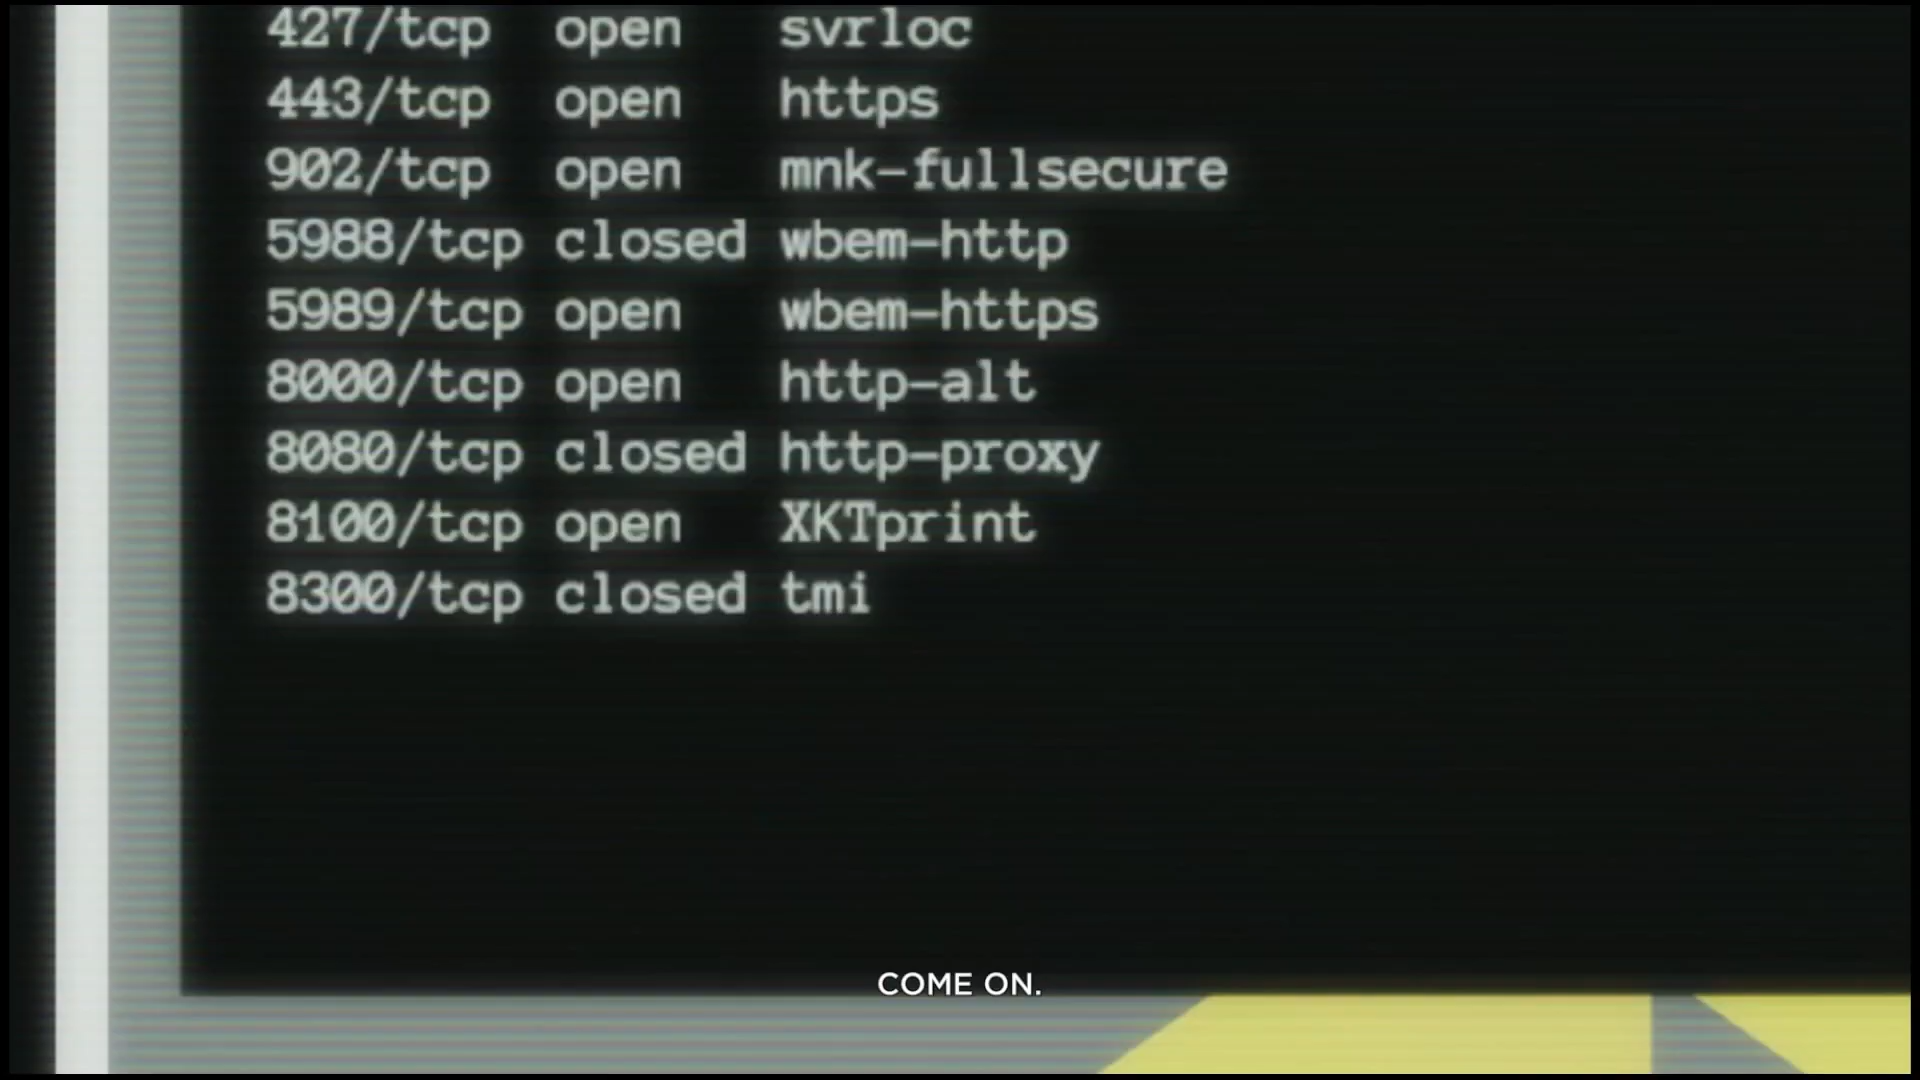 427/tcp open svrloc
443/tcp open https
902/tcp open mnk-fullsecure
5988/tcp closed wbem-http
5989/tcp open wbem-https
8000/tcp open http-alt
8080/tcp closed http-proxy
8100/tcp open XKTprint
8300/tcp closed tmi
COME ON.